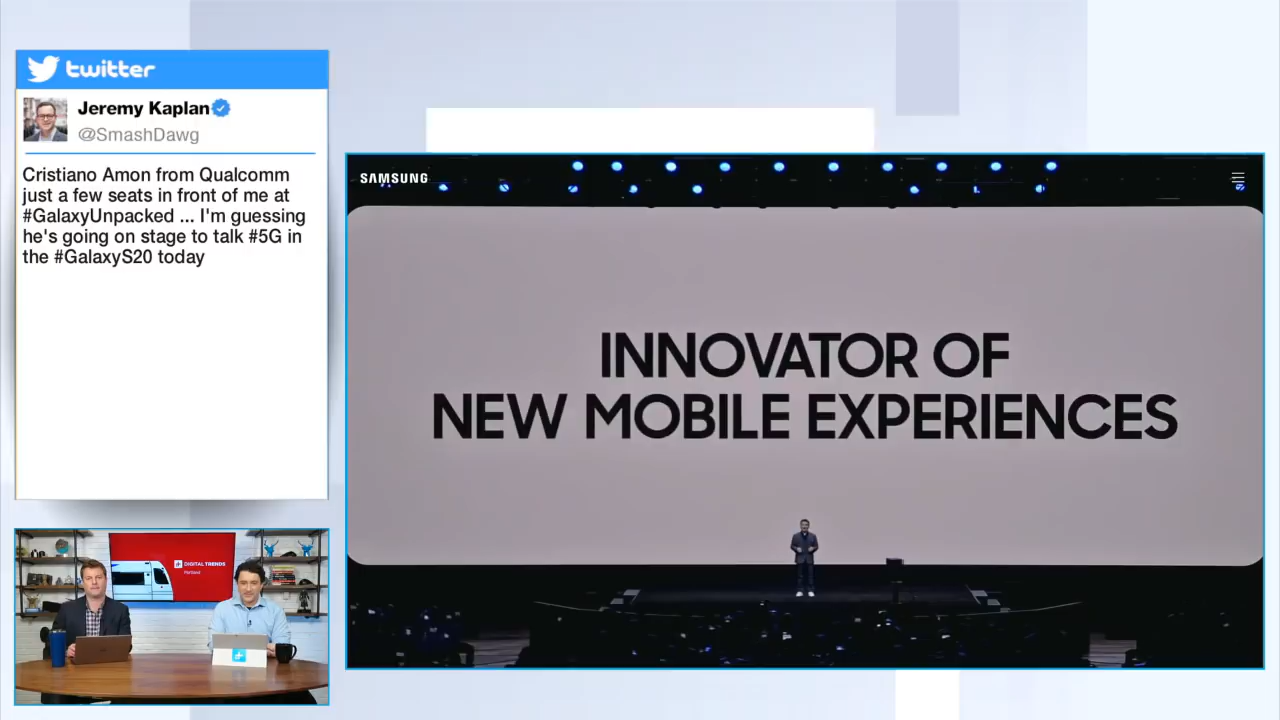 twitter
Jeremy Kaplan
@SmashDawg
Cristiano Amon from Qualcomm
just a few seats in front of me at
#GalaxyUnpacked ... I'm guessing
he's going on stage to talk #5G in
the #GalaxyS20 today
SAMSUNG
INNOVATOR OF
NEW MOBILE EXPERIENCES
DIGITAL TRENDS
Portland